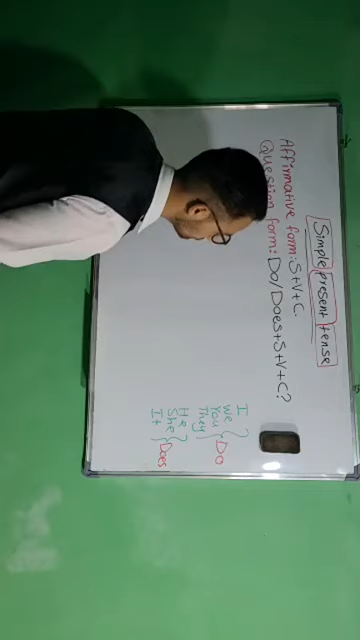 Simple present tense
Affirmative form: S+V+C.
Question form: Do/Does+S+V+C?
I
We
You } Do
They
He
She } Does
It